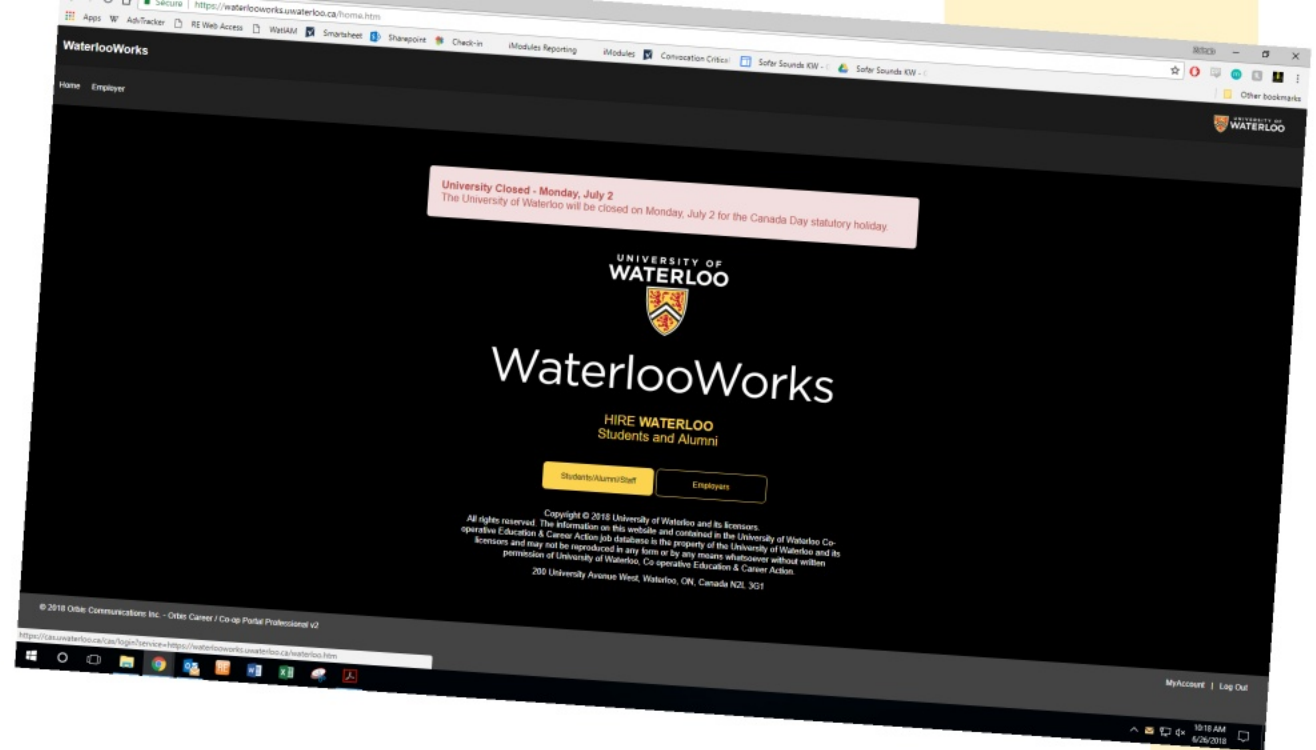 Secure | https://waterlooworks.uwaterloo.ca/home.htm
Apps AdvTracker RE Web Access WatIAM Smartsheet Sharepoint Check-in iModules Reporting iModules Convocation Critical Sofar Sounds KW - Sofar Sounds KW -
Other bookmarks
WaterlooWorks
UNIVERSITY OF
WATERLOO
Home Employer
University Closed - Monday, July 2
The University of Waterloo will be closed on Monday, July 2 for the Canada Day statutory holiday.
UNIVERSITY OF
WATERLOO
WaterlooWorks
HIRE WATERLOO
Students and Alumni
Students/Alumni/Staff Employers
Copyright © 2018 University of Waterloo and its licensors.
All rights reserved. The information on this website and contained in the University of Waterloo Co-
operative Education & Career Action job database is the property of the University of Waterloo and its
licensors and may not be reproduced in any form or by any means whatsoever without written
permission of University of Waterloo, Co-operative Education & Career Action.
200 University Avenue West, Waterloo, ON, Canada N2L 3G1
© 2018 Orbis Communications Inc. - Orbis Career / Co-op Portal Professional v2
MyAccount | Log Out
https://cas.uwaterloo.ca/cas/login?service=https://waterlooworks.uwaterloo.ca/waterloo.htm
10:18 AM
6/26/2018